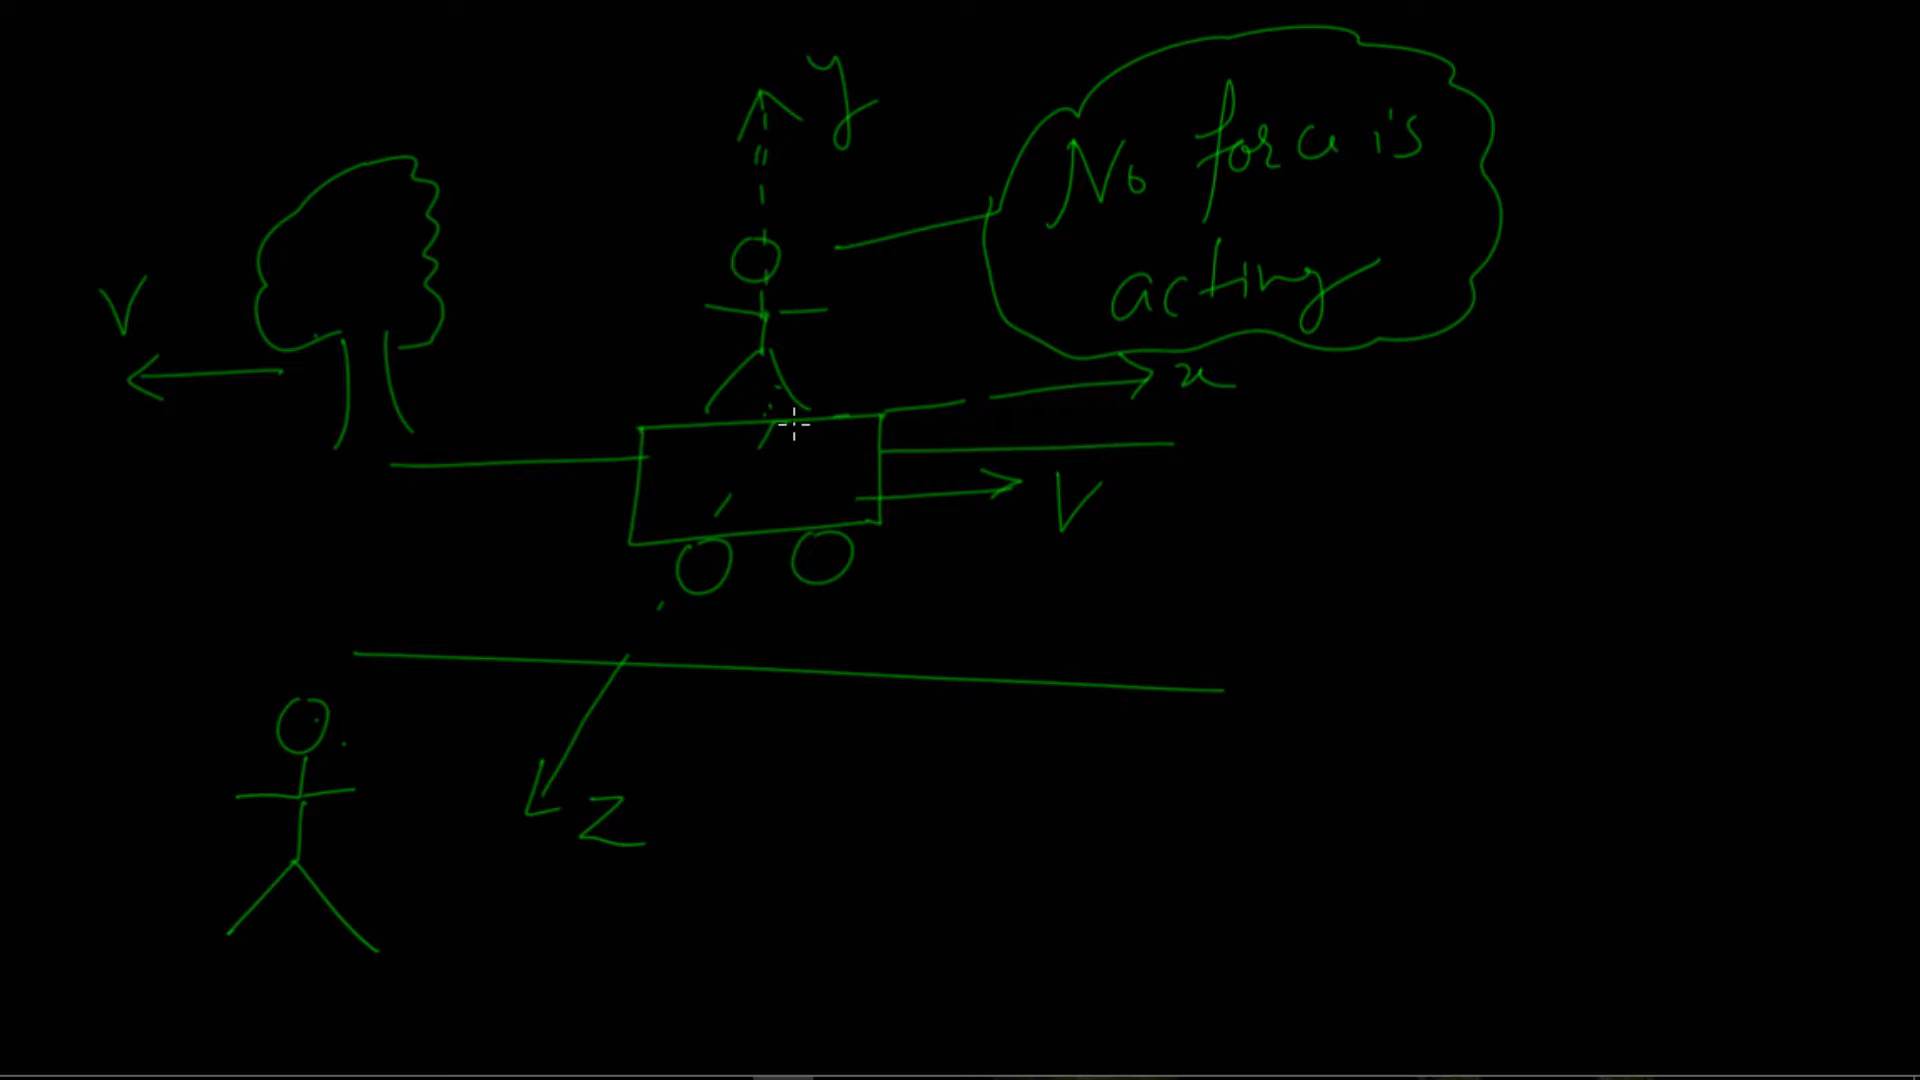 y
No force is
acting
V
x
V
Z